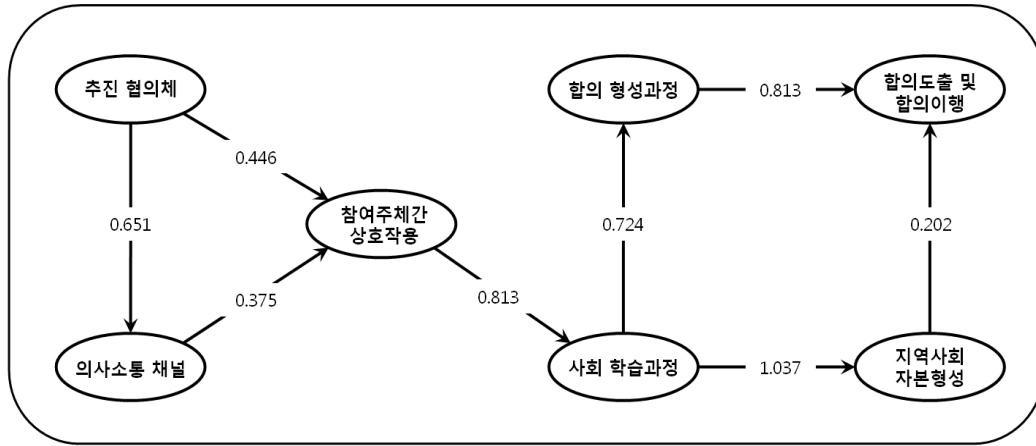 추진 협의체
합의 형성과정
0.813
합의도출 및
합의이행
0.446
0.651
참여주체간
상호작용
0.724
0.202
0.375
0.813
의사소통 채널
사회 학습과정
1.037
지역사회
자본형성